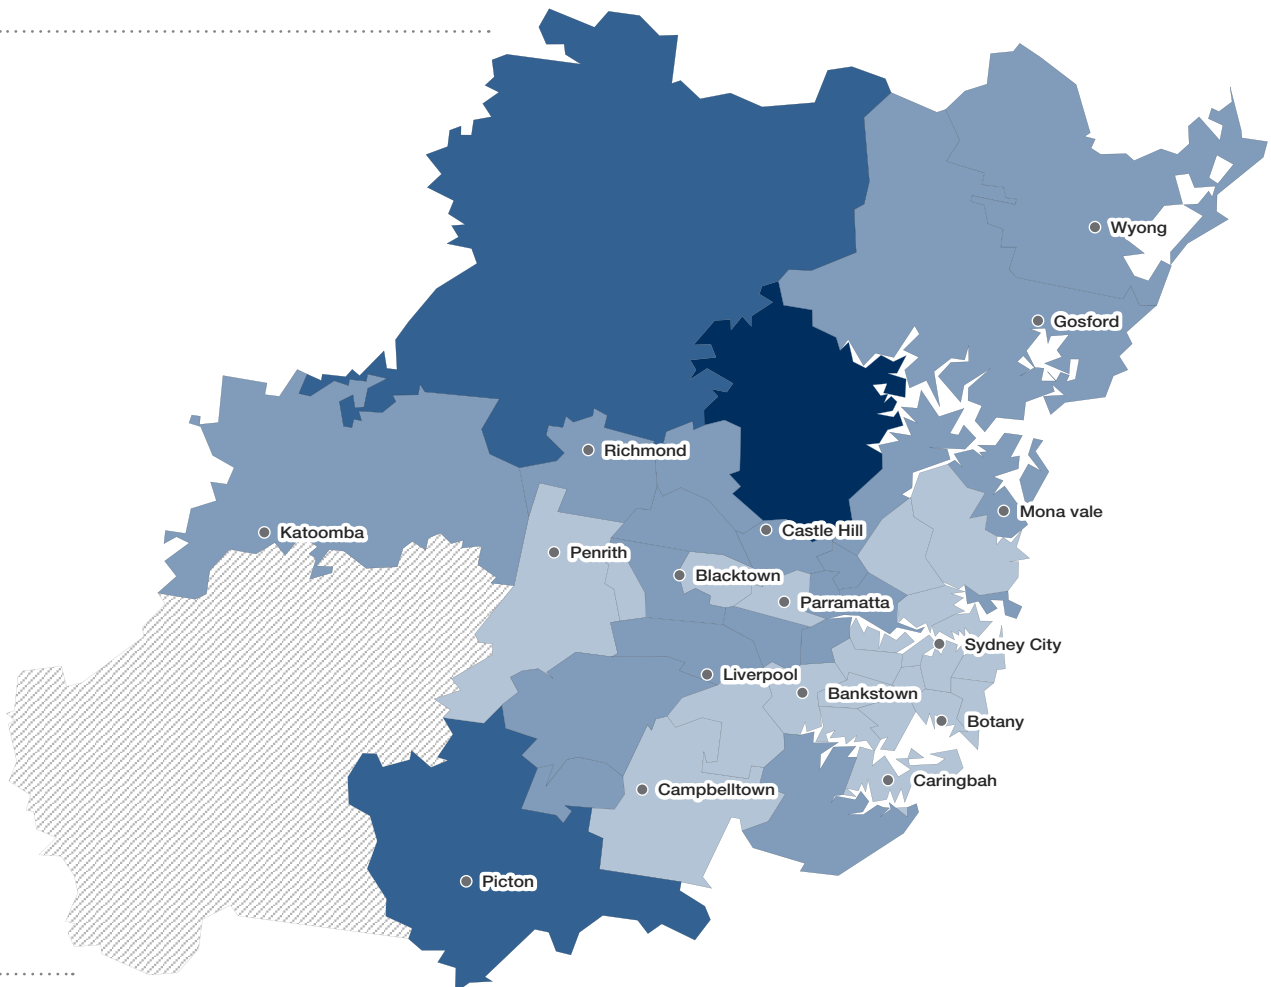 Wyong
Gosford
Richmond
Mona vale
Katoomba
Castle Hill
Penrith
Blacktown
Parramatta
Sydney City
Liverpool
Bankstown
Botany
Caringbah
Campbelltown
Picton